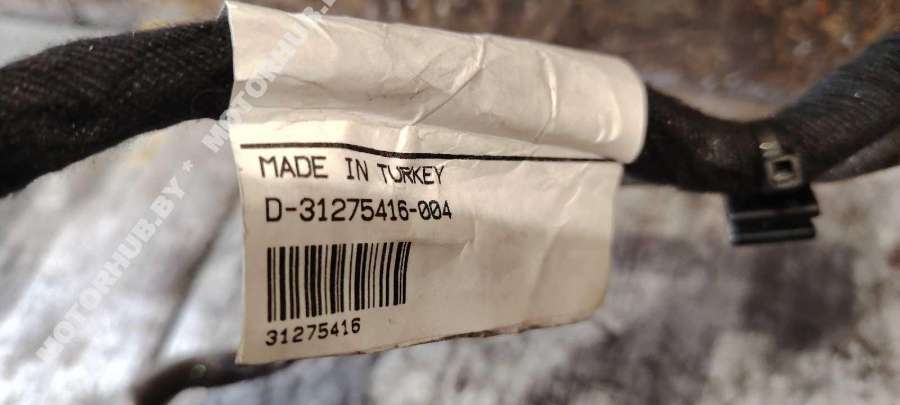 MADE IN TURKEY
D-31275416-004
31275416
MOTORHUB.BY * MOTORHUB.BY